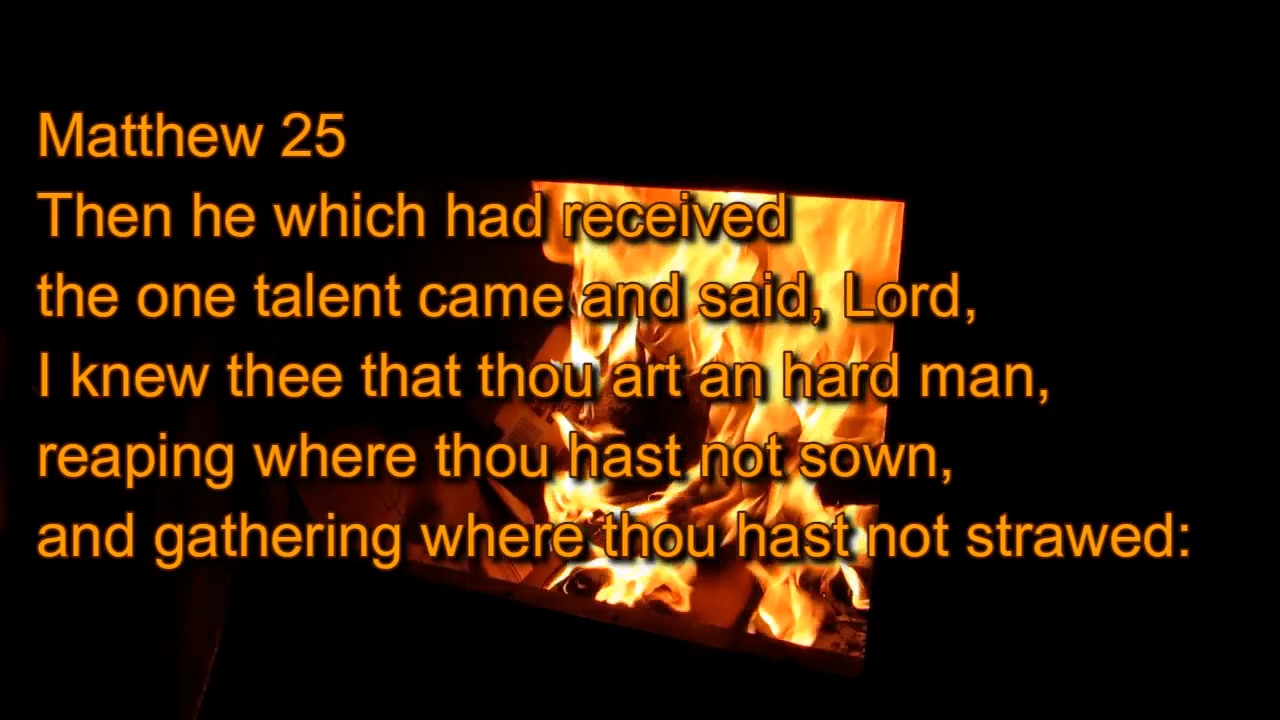 Matthew 25
Then he which had received
the one talent came and said, Lord,
I knew thee that thou art an hard man,
reaping where thou hast not sown,
and gathering where thou hast not strawed: